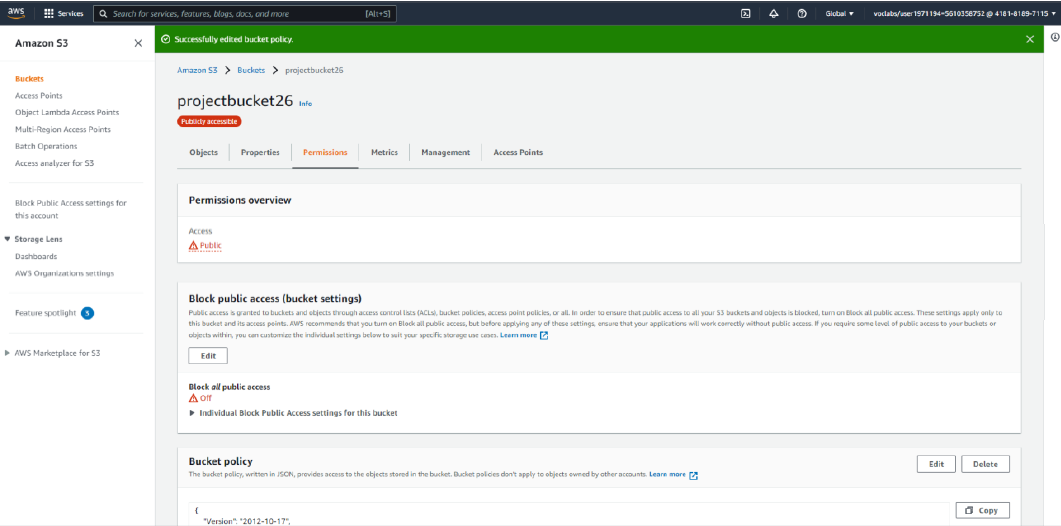 aws
Services
Search for services, features, blogs, docs, and more
[Alt+S]
Global
voclabs/user1971194=5610358752 @ 4181-8189-7115
Amazon S3
Buckets
Access Points
Object Lambda Access Points
Multi-Region Access Points
Batch Operations
Access analyzer for S3
Block Public Access settings for
this account
Storage Lens
Dashboards
AWS Organizations settings
Feature spotlight 3
AWS Marketplace for S3
Successfully edited bucket policy.
Amazon S3 > Buckets > projectbucket26
projectbucket26 Info
Publicly accessible
Objects
Properties
Permissions
Metrics
Management
Access Points
Permissions overview
Access
Public
Block public access (bucket settings)
Public access is granted to buckets and objects through access control lists (ACLs), bucket policies, access point policies, or all. In order to ensure that public access to all your S3 buckets and objects is blocked, turn on Block all public access. These settings apply only to
this bucket and its access points. AWS recommends that you turn on Block all public access, but before applying any of these settings, ensure that your applications will work correctly without public access. If you require some level of public access to your buckets or
objects within, you can customize the individual settings below to suit your specific storage use cases. Learn more
Edit
Block all public access
Off
Individual Block Public Access settings for this bucket
Bucket policy
The bucket policy, written in JSON, provides access to the objects stored in the bucket. Bucket policies don't apply to objects owned by other accounts. Learn more
Edit
Delete
{
"Version": "2012-10-17",
Copy